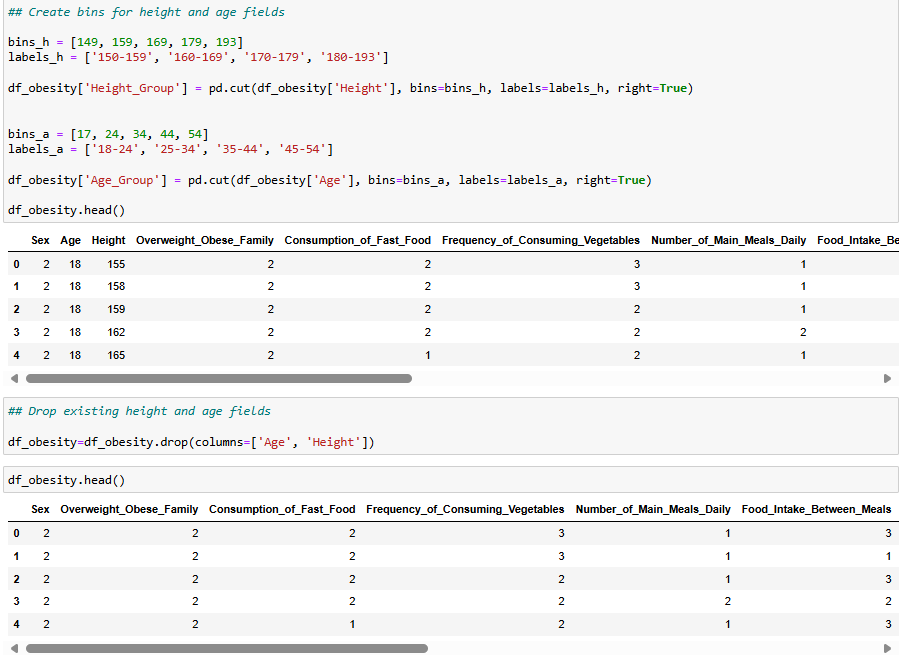 ## Create bins for height and age fields
bins_h = [149, 159, 169, 179, 193]
labels_h = ['150-159', '160-169', '170-179', '180-193']
df_obesity['Height_Group'] = pd.cut(df_obesity['Height'], bins=bins_h, labels=labels_h, right=True)
bins_a = [17, 24, 34, 44, 54]
labels_a = ['18-24', '25-34', '35-44', '45-54']
df_obesity['Age_Group'] = pd.cut(df_obesity['Age'], bins=bins_a, labels=labels_a, right=True)
df_obesity.head()
Sex Age Height Overweight_Obese_Family Consumption_of_Fast_Food Frequency_of_Consuming_Vegetables Number_of_Main_Meals_Daily Food_Intake_Be
0 2 18 155 2 2 3 1
1 2 18 158 2 2 3 1
2 2 18 159 2 2 2 1
3 2 18 162 2 2 2 2
4 2 18 165 2 1 2 1
## Drop existing height and age fields
df_obesity=df_obesity.drop(columns=['Age', 'Height'])
df_obesity.head()
Sex Overweight_Obese_Family Consumption_of_Fast_Food Frequency_of_Consuming_Vegetables Number_of_Main_Meals_Daily Food_Intake_Between_Meals
0 2 2 2 3 1 3
1 2 2 2 3 1 1
2 2 2 2 2 1 3
3 2 2 2 2 2 2
4 2 2 1 2 1 3